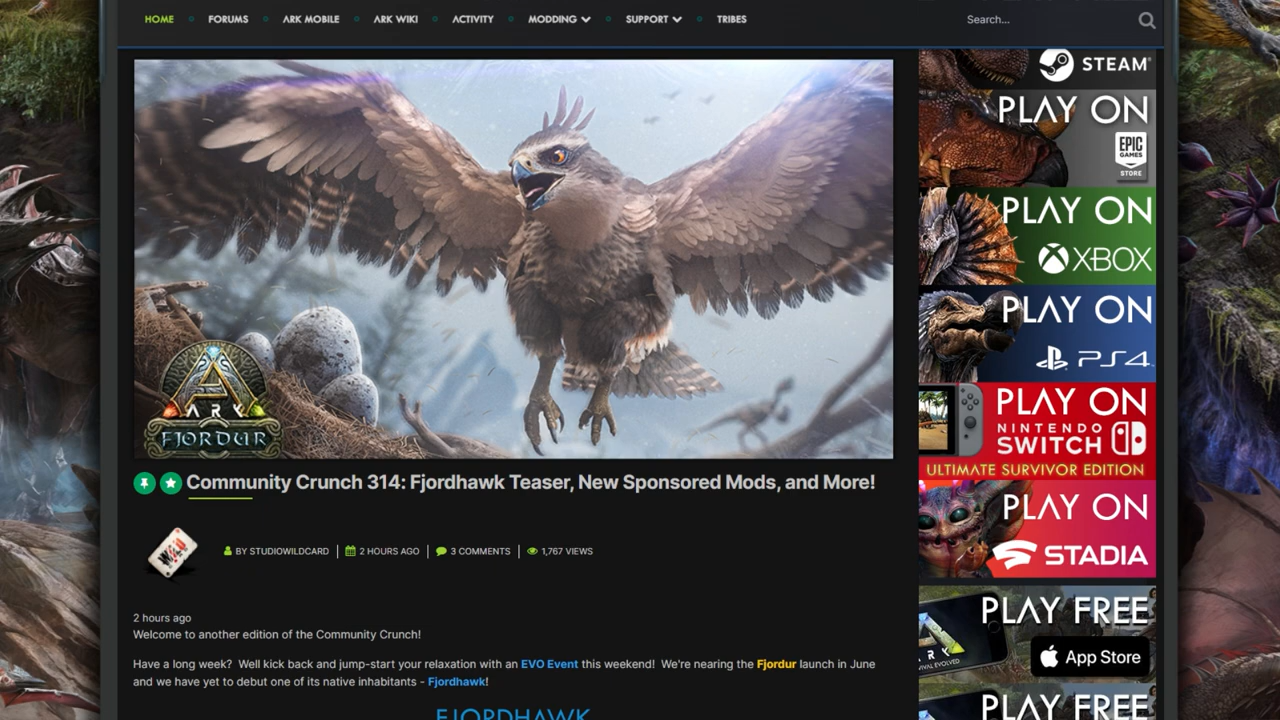 HOME
FORUMS
ARK MOBILE
ARK WIKI
ACTIVITY
MODDING
SUPPORT
TRIBES
Search...
STEAM
PLAY ON
EPIC
GAMES
STORE
PLAY ON
XBOX
PLAY ON
PS4
PLAY ON
NINTENDO
SWITCH
ULTIMATE SURVIVOR EDITION
PLAY ON
STADIA
PLAY FREE
App Store
PLAY FREE
ARK
FJORDUR
Community Crunch 314: Fjordhawk Teaser, New Sponsored Mods, and More!
Wild
BY STUDIOWILDCARD
2 HOURS AGO
3 COMMENTS
1,767 VIEWS
2 hours ago
Welcome to another edition of the Community Crunch!
Have a long week? Well kick back and jump-start your relaxation with an EVO Event this weekend! We're nearing the Fjordur launch in June
and we have yet to debut one of its native inhabitants - Fjordhawk!
FJORDHAWK